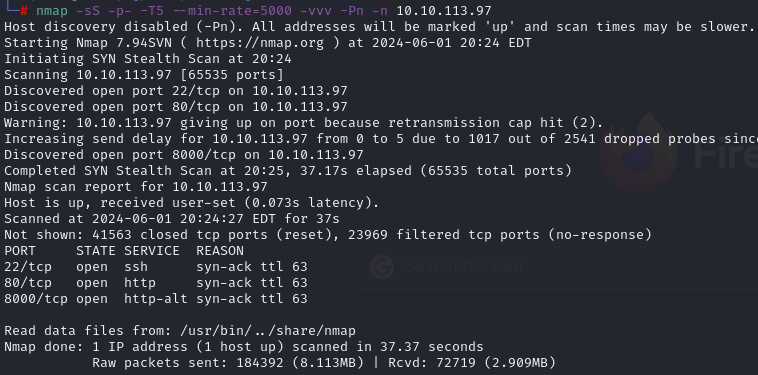 └─# nmap -sS -p- -T5 --min-rate=5000 -vvv -Pn -n 10.10.113.97
Host discovery disabled (-Pn). All addresses will be marked 'up' and scan times may be slower.
Starting Nmap 7.94SVN ( https://nmap.org ) at 2024-06-01 20:24 EDT
Initiating SYN Stealth Scan at 20:24
Scanning 10.10.113.97 [65535 ports]
Discovered open port 22/tcp on 10.10.113.97
Discovered open port 80/tcp on 10.10.113.97
Warning: 10.10.113.97 giving up on port because retransmission cap hit (2).
Increasing send delay for 10.10.113.97 from 0 to 5 due to 1017 out of 2541 dropped probes sinc
Discovered open port 8000/tcp on 10.10.113.97
Fire
Completed SYN Stealth Scan at 20:25, 37.17s elapsed (65535 total ports)
Nmap scan report for 10.10.113.97
Host is up, received user-set (0.073s latency).
Scanned at 2024-06-01 20:24:27 EDT for 37s
Not shown: 41563 closed tcp ports (reset), 23969 filtered tcp ports (no-response)
PORT     STATE SERVICE  REASON
22/tcp   open  ssh      syn-ack ttl 63
Search the web
80/tcp   open  http     syn-ack ttl 63
8000/tcp open  http-alt syn-ack ttl 63
Read data files from: /usr/bin/../share/nmap
Nmap done: 1 IP address (1 host up) scanned in 37.37 seconds
Raw packets sent: 184392 (8.113MB) | Rcvd: 72719 (2.909MB)